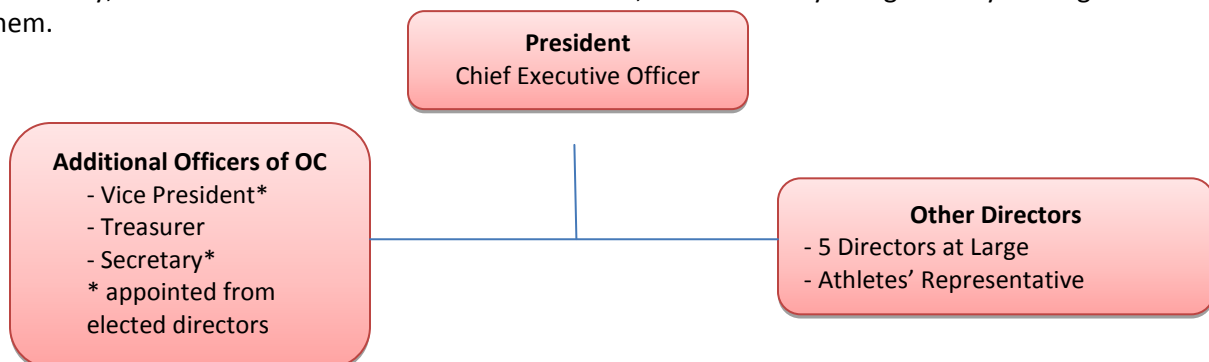 President
Chief Executive Officer
Additional Officers of OC
- Vice President*
- Treasurer
- Secretary*
* appointed from
elected directors
Other Directors
- 5 Directors at Large
- Athletes’ Representative